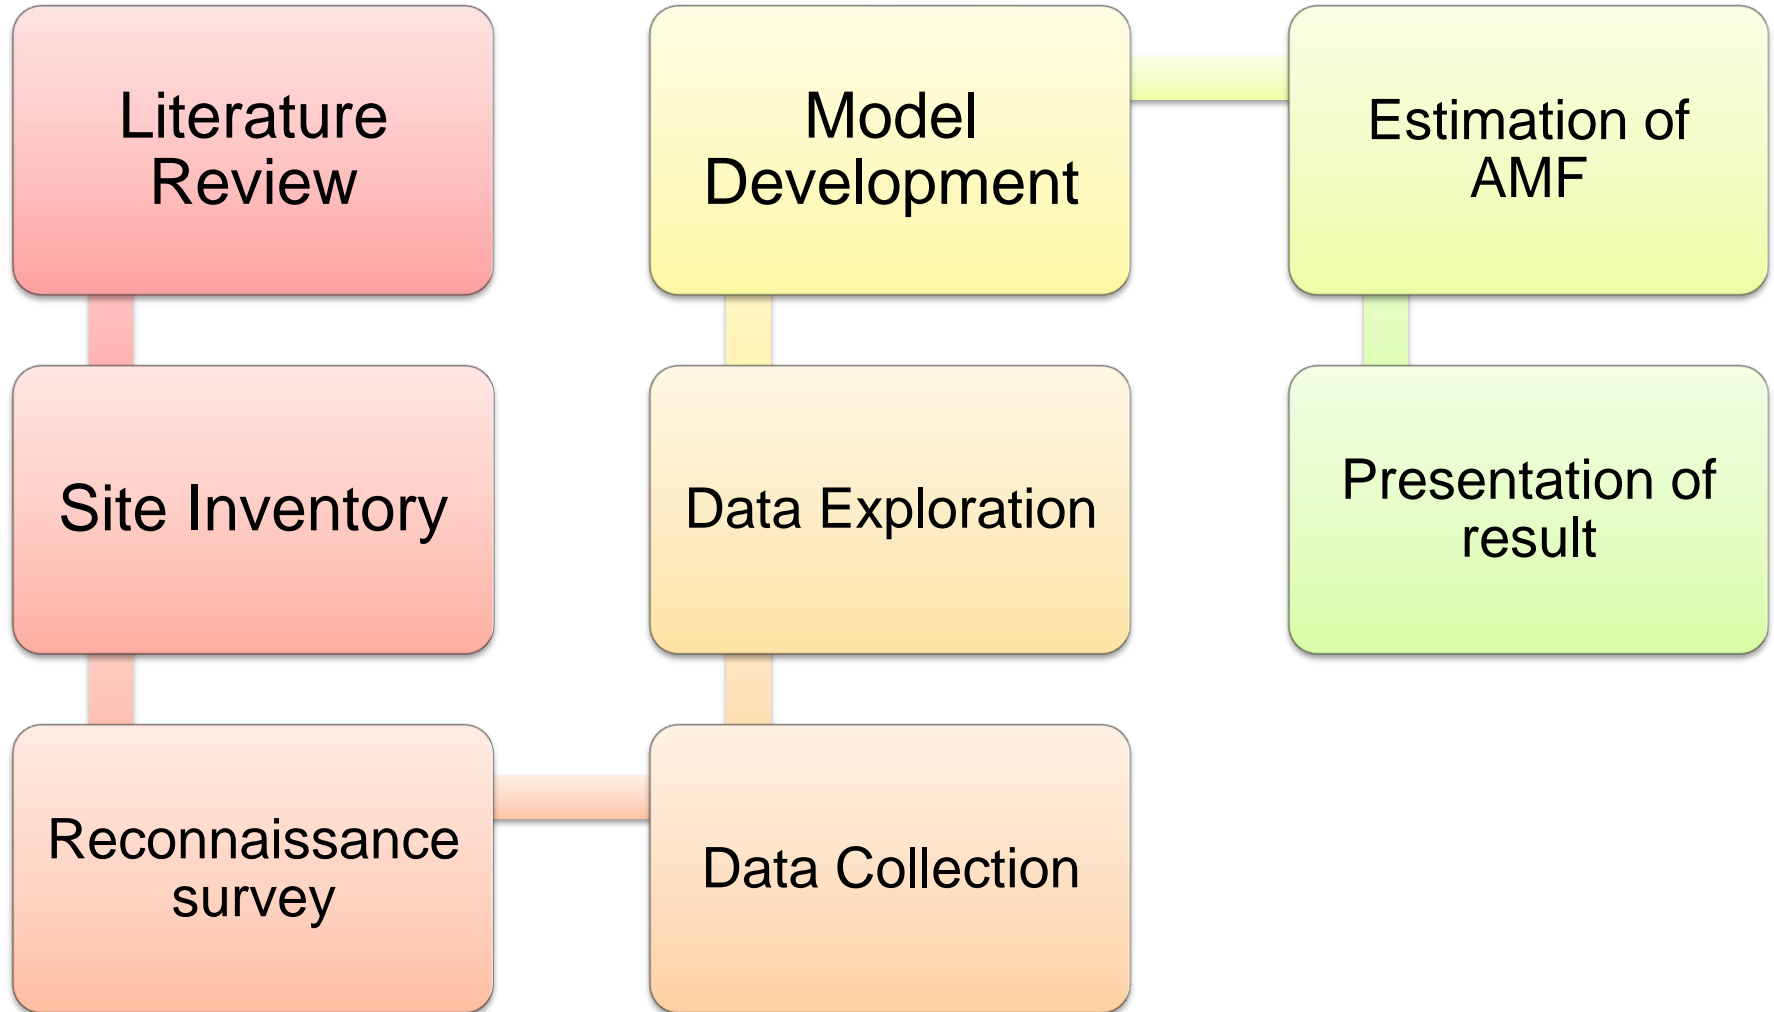 Literature
Review
Site Inventory
Reconnaissance
survey
Data Collection
Data Exploration
Model
Development
Estimation of
AMF
Presentation of
result